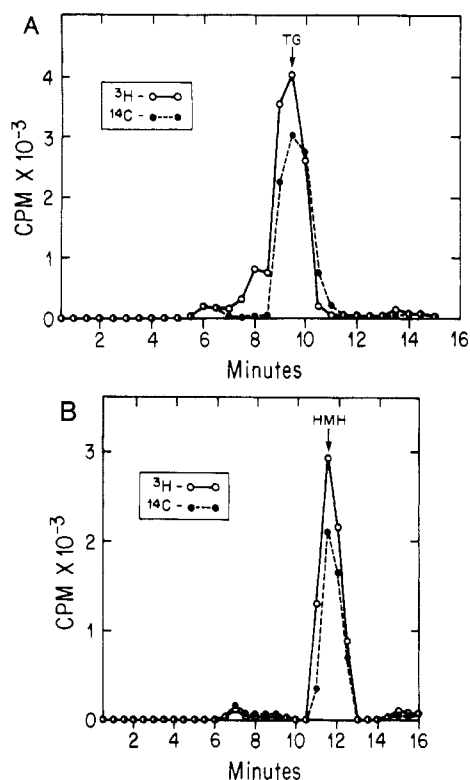 A
TG
³H - ○—○
¹⁴C - ●--●
CPM X 10⁻³
4
3
2
1
0
2 4 6 8 10 12 14 16
Minutes
B
HMH
³H - ○—○
¹⁴C - ●--●
CPM X 10⁻³
3
2
1
0
2 4 6 8 10 12 14 16
Minutes